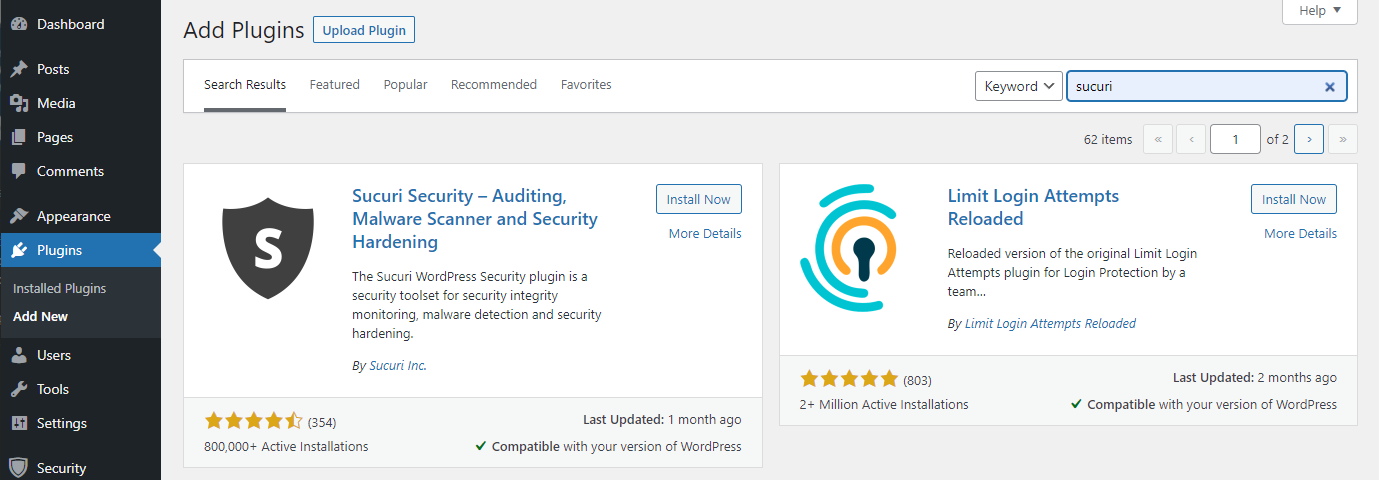 Dashboard
Posts
Media
Pages
Comments
Appearance
Plugins
Installed Plugins
Add New
Users
Tools
Settings
Security
Help
Add Plugins
Upload Plugin
Search Results
Featured
Popular
Recommended
Favorites
Keyword
sucuri
62 items
«
‹
1
of 2
›
»
S
Sucuri Security – Auditing,
Malware Scanner and Security
Hardening
Install Now
More Details
The Sucuri WordPress Security plugin is a
security toolset for security integrity
monitoring, malware detection and security
hardening.
By Sucuri Inc.
(354)
Last Updated: 1 month ago
800,000+ Active Installations
Compatible with your version of WordPress
Limit Login Attempts
Reloaded
Install Now
More Details
Reloaded version of the original Limit Login
Attempts plugin for Login Protection by a
team...
By Limit Login Attempts Reloaded
(803)
Last Updated: 2 months ago
2+ Million Active Installations
Compatible with your version of WordPress